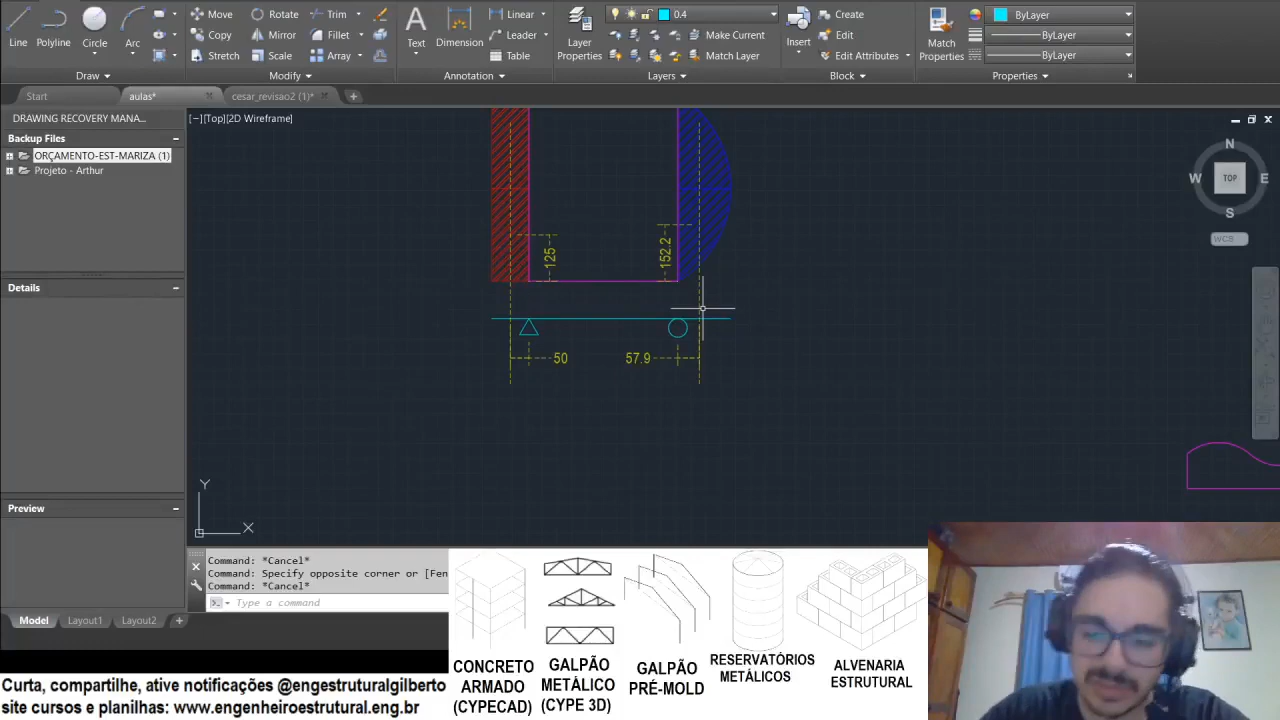 Move
Rotate
Trim
Copy
Mirror
Fillet
Stretch
Scale
Array
Line
Polyline
Circle
Arc
Text
Dimension
Linear
Leader
Table
Layer
Properties
0.4
Make Current
Match Layer
Insert
Create
Edit
Edit Attributes
Match
Properties
ByLayer
ByLayer
ByLayer
Draw
Modify
Annotation
Layers
Block
Properties
Start
aulas*
cesar_revisao2 (1)*
DRAWING RECOVERY MANA...
[−][Top][2D Wireframe]
Backup Files
ORÇAMENTO-EST-MARIZA (1)
Projeto - Arthur
Details
Preview
N
W
TOP
E
S
WCS
125
152.2
50
57.9
Y
X
Command: *Cancel*
Command: Specify opposite corner or [Fen
Command: *Cancel*
Type a command
Model
Layout1
Layout2
CONCRETO
ARMADO
(CYPECAD)
GALPÃO
METÁLICO
(CYPE 3D)
GALPÃO
PRÉ-MOLD
RESERVATÓRIOS
METÁLICOS
ALVENARIA
ESTRUTURAL
Curta, compartilhe, ative notificações @engestruturalgilberto
site cursos e planilhas: www.engenheiroestrutural.eng.br